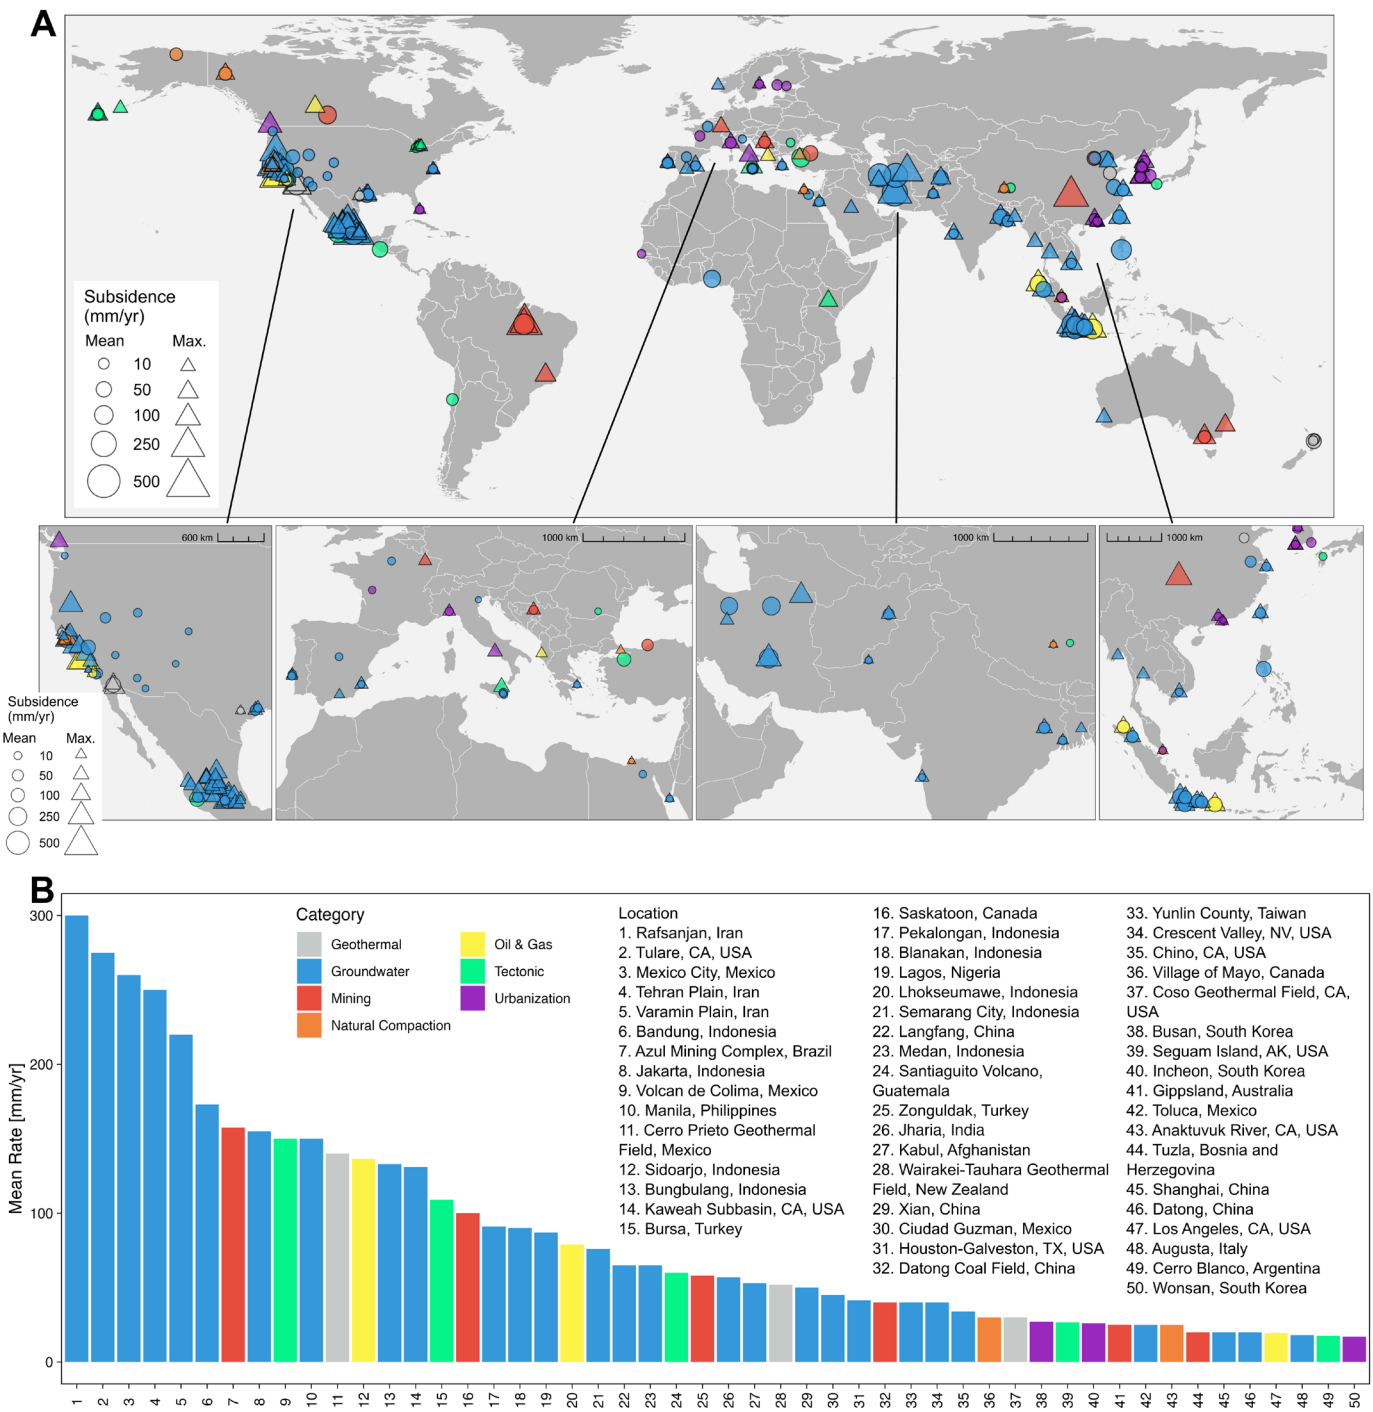 A
Subsidence
(mm/yr)
Mean Max.
10
50
100
250
500
600 km
1000 km
1000 km
1000 km
Subsidence
(mm/yr)
Mean Max.
10
50
100
250
500
B
Mean Rate [mm/yr]
300
200
100
0
Category
Geothermal
Groundwater
Mining
Natural Compaction
Oil & Gas
Tectonic
Urbanization
Location
1. Rafsanjan, Iran
2. Tulare, CA, USA
3. Mexico City, Mexico
4. Tehran Plain, Iran
5. Varamin Plain, Iran
6. Bandung, Indonesia
7. Azul Mining Complex, Brazil
8. Jakarta, Indonesia
9. Volcan de Colima, Mexico
10. Manila, Philippines
11. Cerro Prieto Geothermal
Field, Mexico
12. Sidoarjo, Indonesia
13. Bungbulang, Indonesia
14. Kaweah Subbasin, CA, USA
15. Bursa, Turkey
16. Saskatoon, Canada
17. Pekalongan, Indonesia
18. Blanakan, Indonesia
19. Lagos, Nigeria
20. Lhokseumawe, Indonesia
21. Semarang City, Indonesia
22. Langfang, China
23. Medan, Indonesia
24. Santiaguito Volcano,
Guatemala
25. Zonguldak, Turkey
26. Jharia, India
27. Kabul, Afghanistan
28. Wairakei-Tauhara Geothermal
Field, New Zealand
29. Xian, China
30. Ciudad Guzman, Mexico
31. Houston-Galveston, TX, USA
32. Datong Coal Field, China
33. Yunlin County, Taiwan
34. Crescent Valley, NV, USA
35. Chino, CA, USA
36. Village of Mayo, Canada
37. Coso Geothermal Field, CA,
USA
38. Busan, South Korea
39. Seguam Island, AK, USA
40. Incheon, South Korea
41. Gippsland, Australia
42. Toluca, Mexico
43. Anaktuvuk River, CA, USA
44. Tuzla, Bosnia and
Herzegovina
45. Shanghai, China
46. Datong, China
47. Los Angeles, CA, USA
48. Augusta, Italy
49. Cerro Blanco, Argentina
50. Wonsan, South Korea
1 2 3 4 5 6 7 8 9 10 11 12 13 14 15 16 17 18 19 20 21 22 23 24 25 26 27 28 29 30 31 32 33 34 35 36 37 38 39 40 41 42 43 44 45 46 47 48 49 50